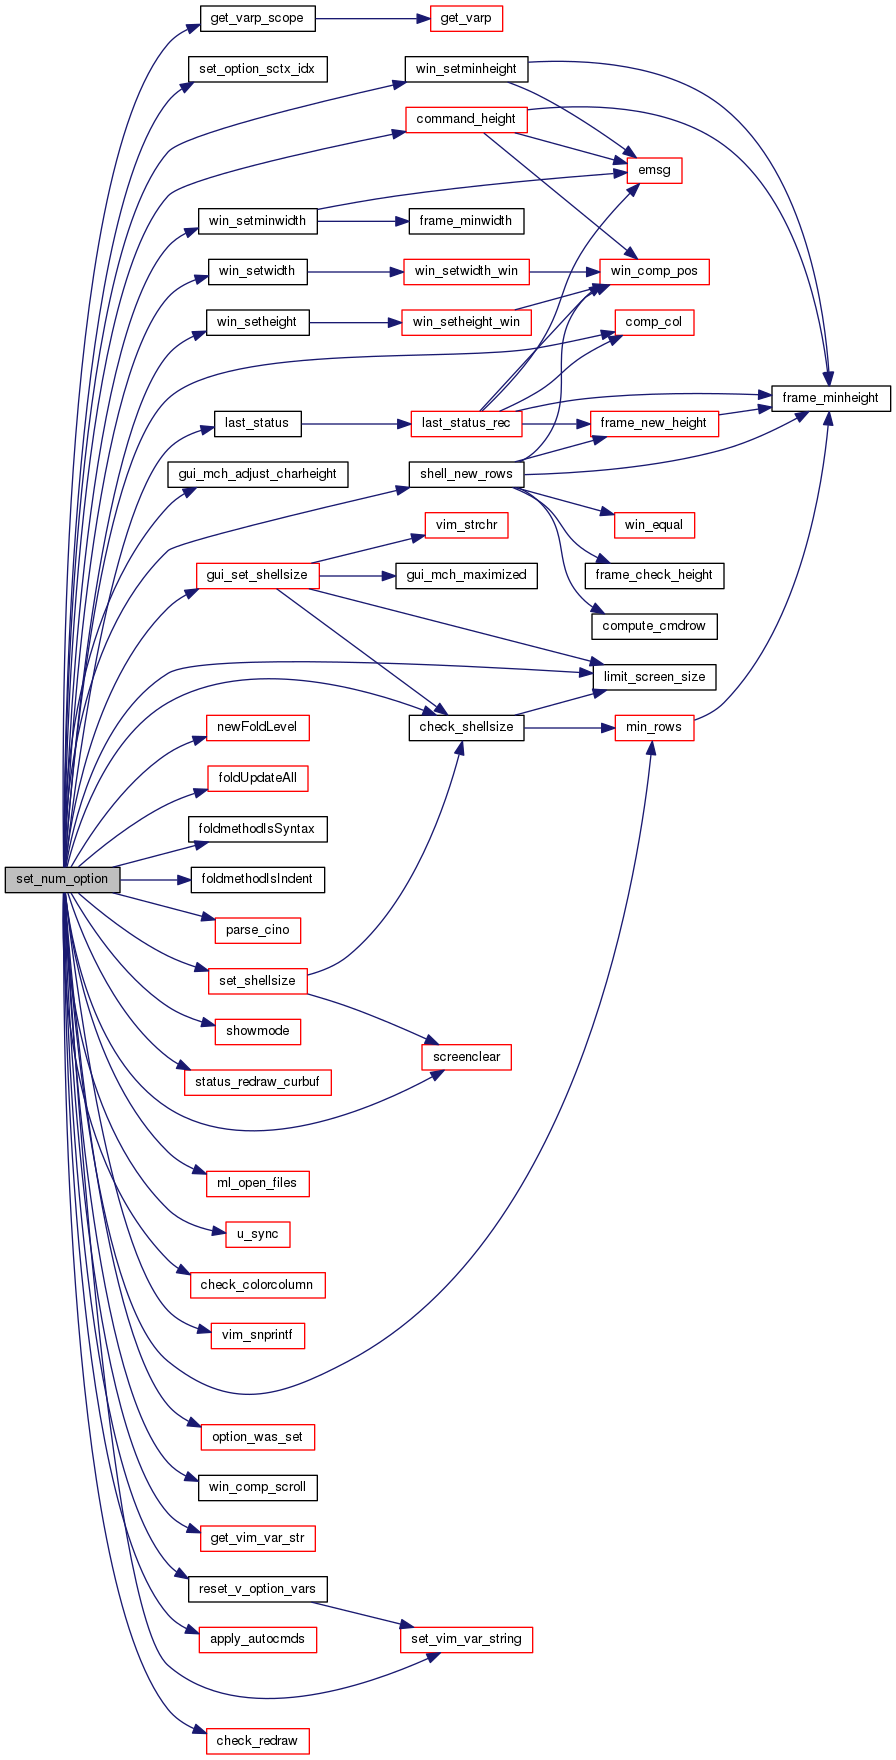 get_varp_scope
get_varp
set_option_sctx_idx
win_setminheight
command_height
emsg
win_setminwidth
frame_minwidth
win_setwidth
win_setwidth_win
win_comp_pos
win_setheight
win_setheight_win
comp_col
frame_minheight
last_status
last_status_rec
frame_new_height
gui_mch_adjust_charheight
shell_new_rows
vim_strchr
win_equal
gui_set_shellsize
gui_mch_maximized
frame_check_height
compute_cmdrow
limit_screen_size
newFoldLevel
check_shellsize
min_rows
foldUpdateAll
foldmethodIsSyntax
set_num_option
foldmethodIsIndent
parse_cino
set_shellsize
showmode
screenclear
status_redraw_curbuf
ml_open_files
u_sync
check_colorcolumn
vim_snprintf
option_was_set
win_comp_scroll
get_vim_var_str
reset_v_option_vars
apply_autocmds
set_vim_var_string
check_redraw